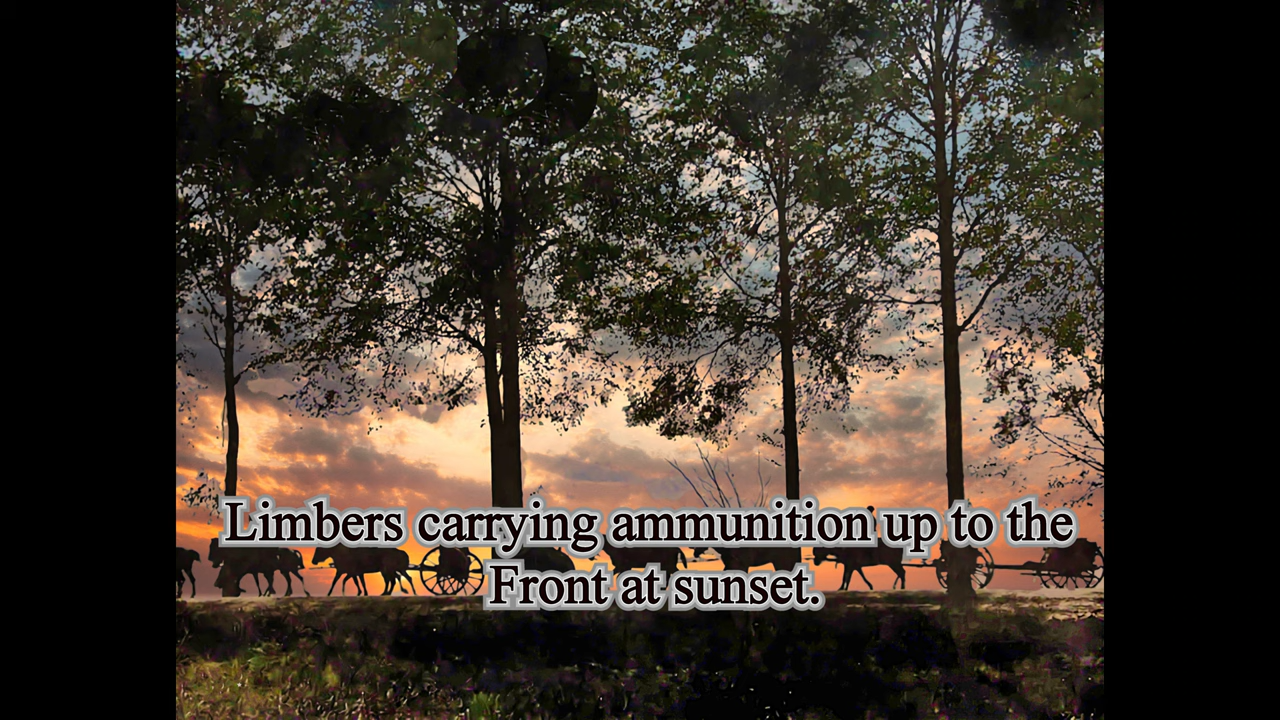 Limbers carrying ammunition up to the
Front at sunset.